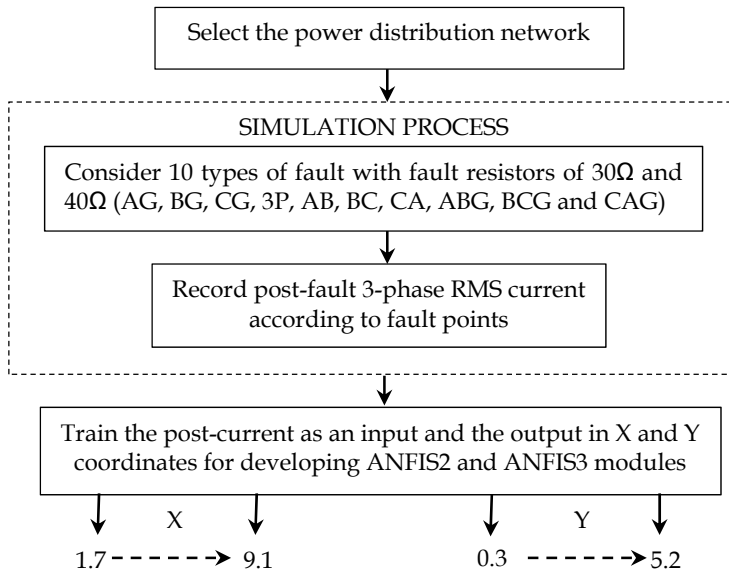 Select the power distribution network
SIMULATION PROCESS
Consider 10 types of fault with fault resistors of 30Ω and
40Ω (AG, BG, CG, 3P, AB, BC, CA, ABG, BCG and CAG)
Record post-fault 3-phase RMS current
according to fault points
Train the post-current as an input and the output in X and Y
coordinates for developing ANFIS2 and ANFIS3 modules
X Y
1.7 9.1 0.3 5.2